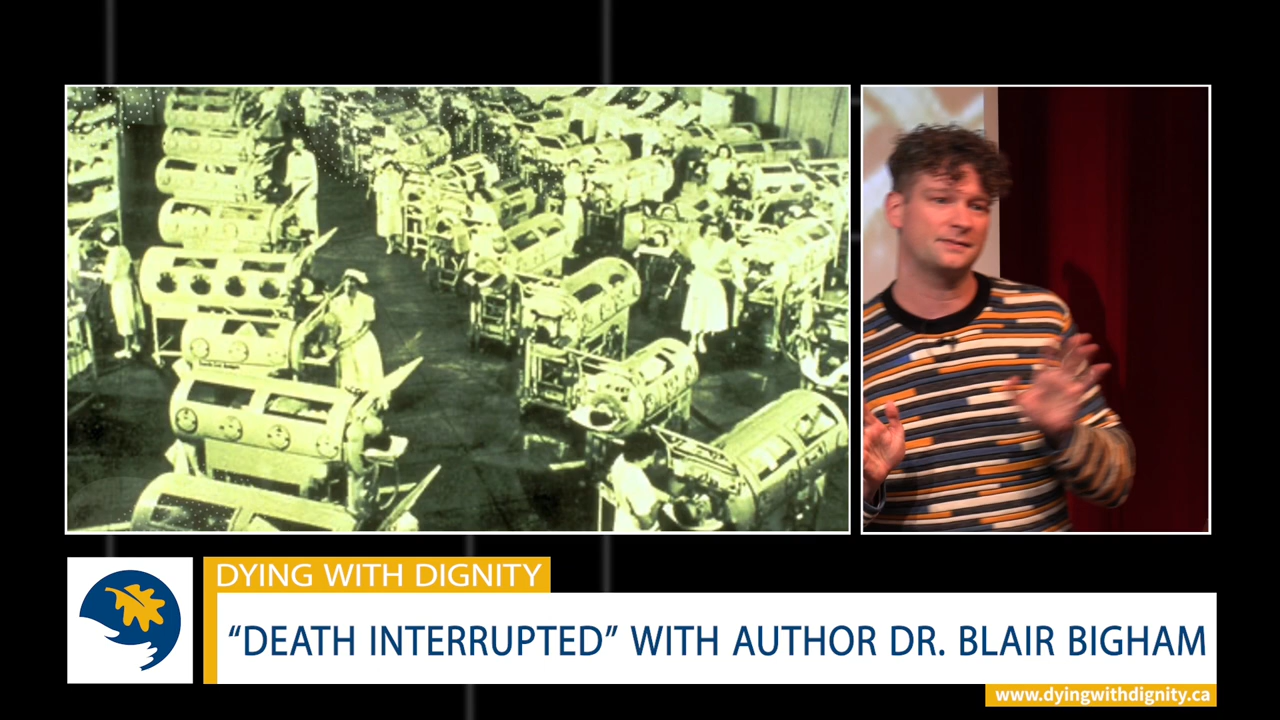 DYING WITH DIGNITY
“DEATH INTERRUPTED” WITH AUTHOR DR. BLAIR BIGHAM
www.dyingwithdignity.ca